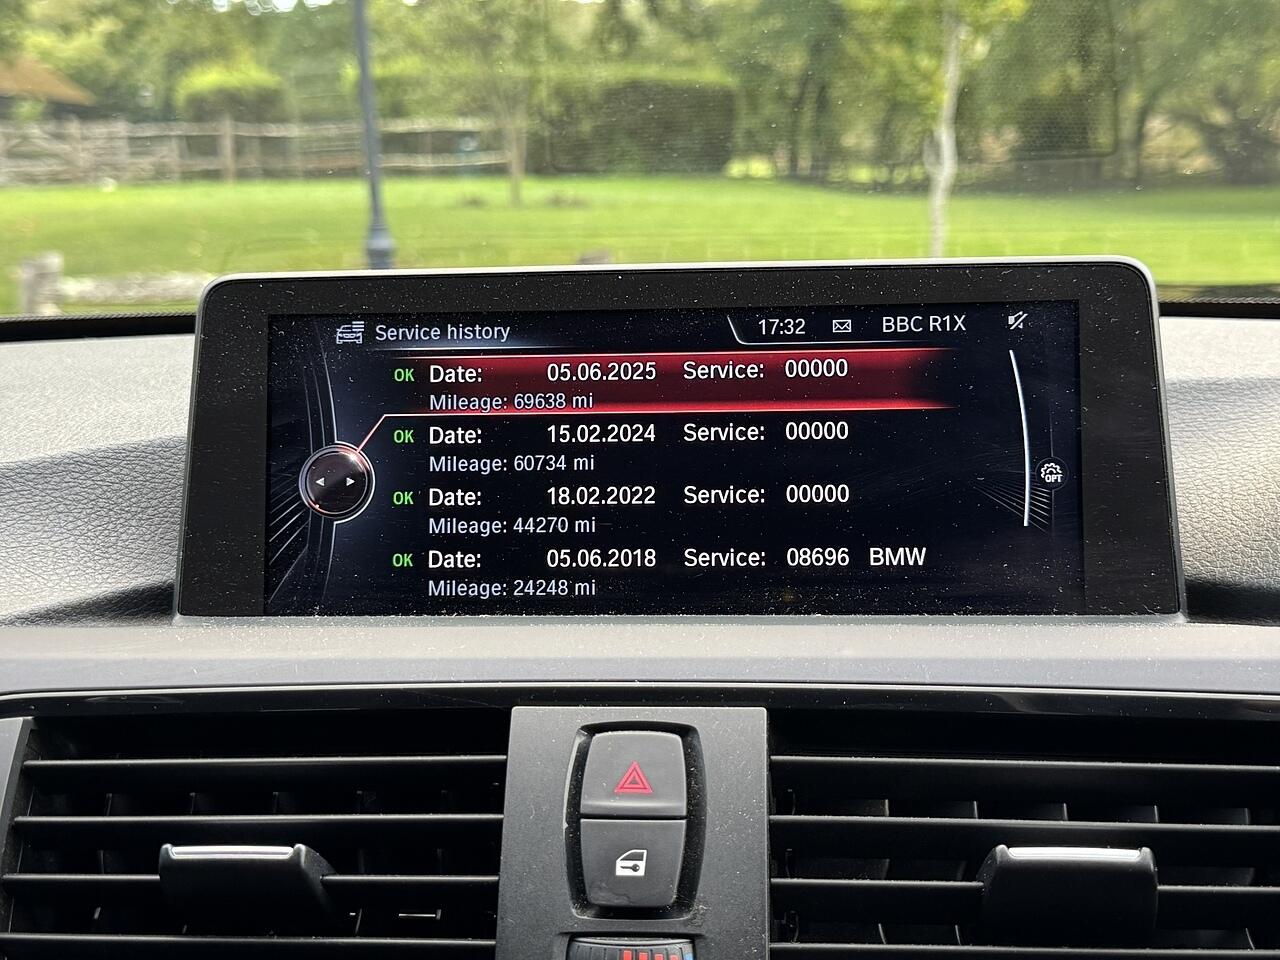 Service history 17:32 BBC R1X
OK Date: 05.06.2025 Service: 00000
Mileage: 69638 mi
OK Date: 15.02.2024 Service: 00000
Mileage: 60734 mi
OK Date: 18.02.2022 Service: 00000
Mileage: 44270 mi
OK Date: 05.06.2018 Service: 08696 BMW
Mileage: 24248 mi
OPT